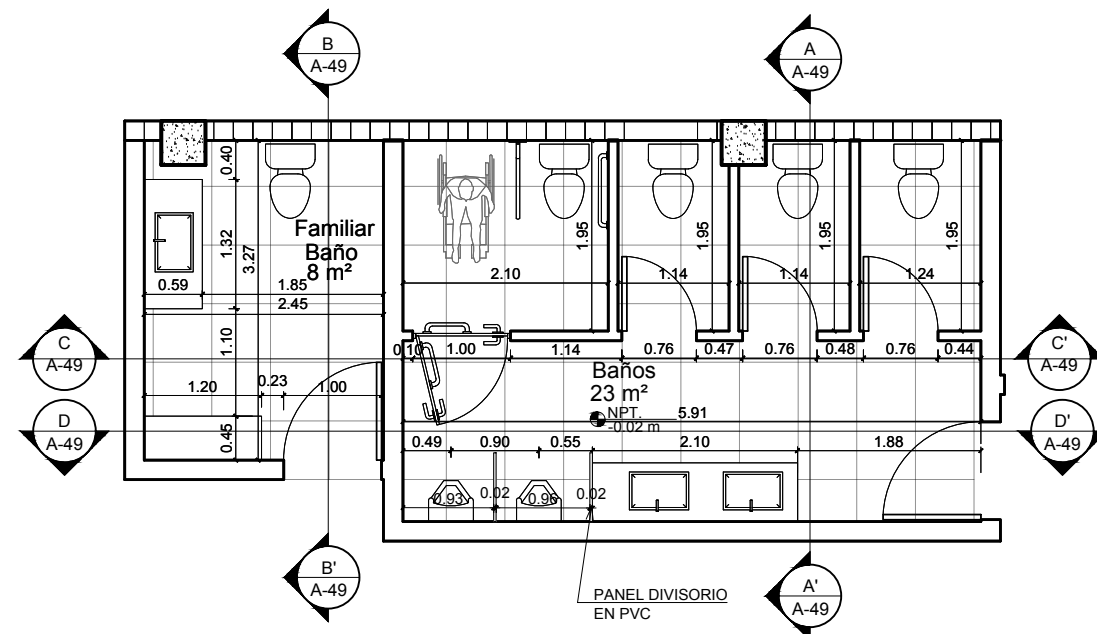 B
A-49
A
A-49
0.40
1.32
3.27
Familiar
Baño
8 m²
0.59
1.85
2.45
1.10
1.20
0.23
1.00
0.45
1.95
2.10
1.95
1.14
1.95
1.14
1.95
1.24
C
A-49
0.10
1.00
1.14
0.76
0.47
0.76
0.48
0.76
0.44
C'
A-49
Baños
23 m²
NPT.
-0.02 m
5.91
D
A-49
D'
A-49
0.49
0.90
0.55
2.10
1.88
0.93
0.02
0.96
0.02
B'
A-49
PANEL DIVISORIO
EN PVC
A'
A-49